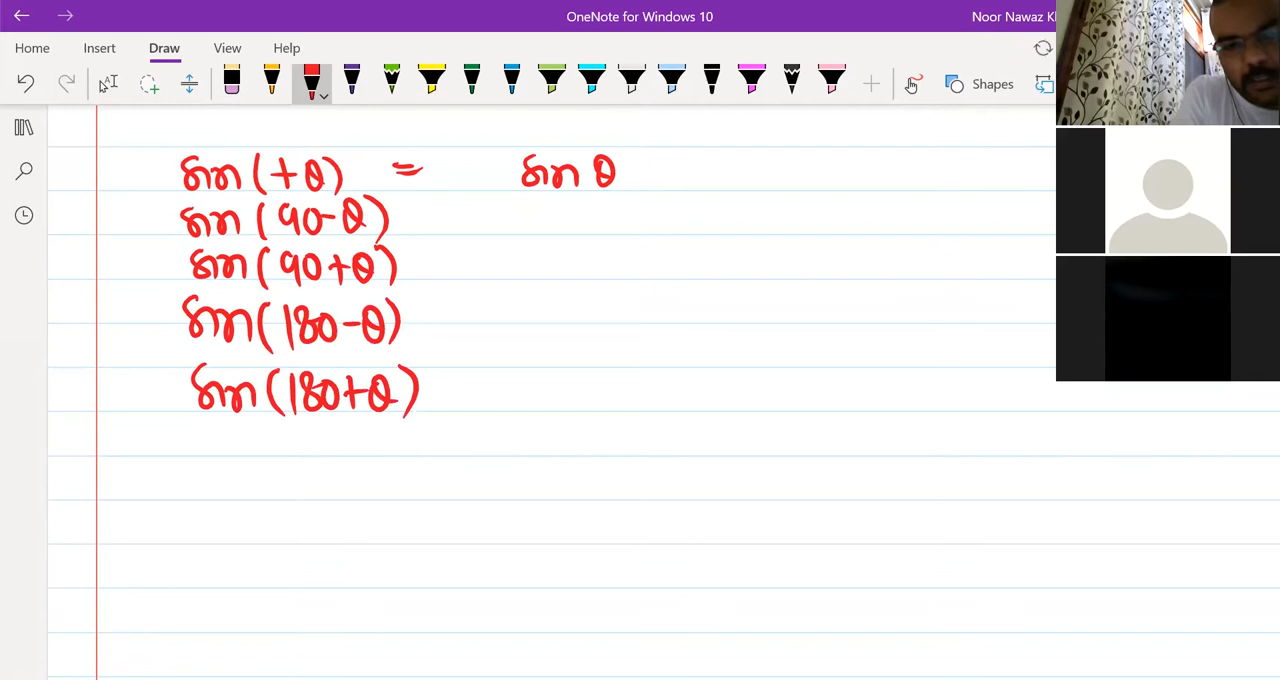 OneNote for Windows 10
Noor Nawaz Kh
Home Insert Draw View Help
Shapes
sin (+θ) = sin θ
sin (90-θ)
sin (90+θ)
sin (180-θ)
sin (180+θ)